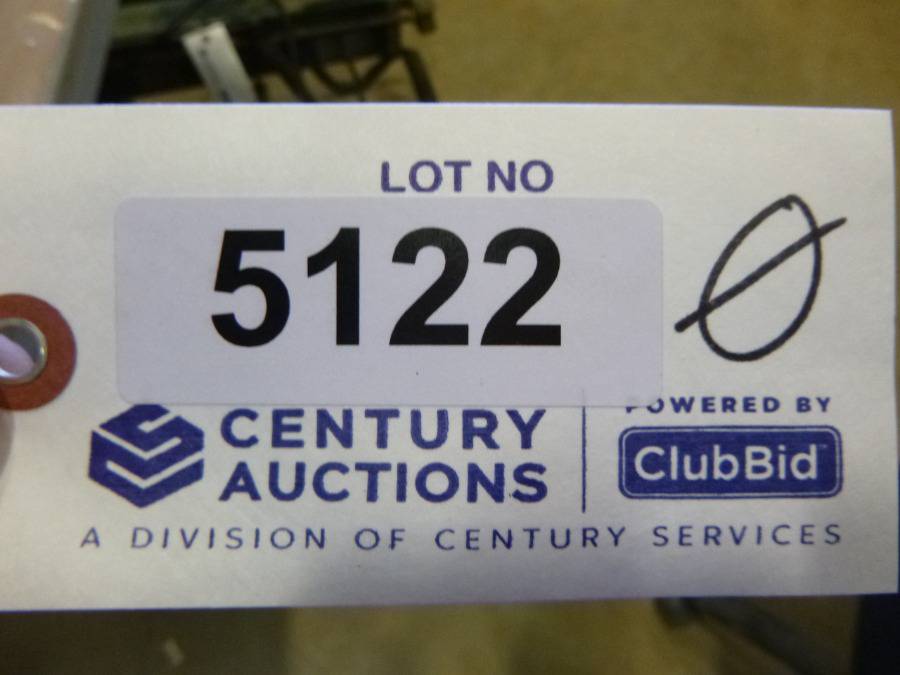 LOT NO
5122 Ø
CENTURY
AUCTIONS
POWERED BY
ClubBid
A DIVISION OF CENTURY SERVICES